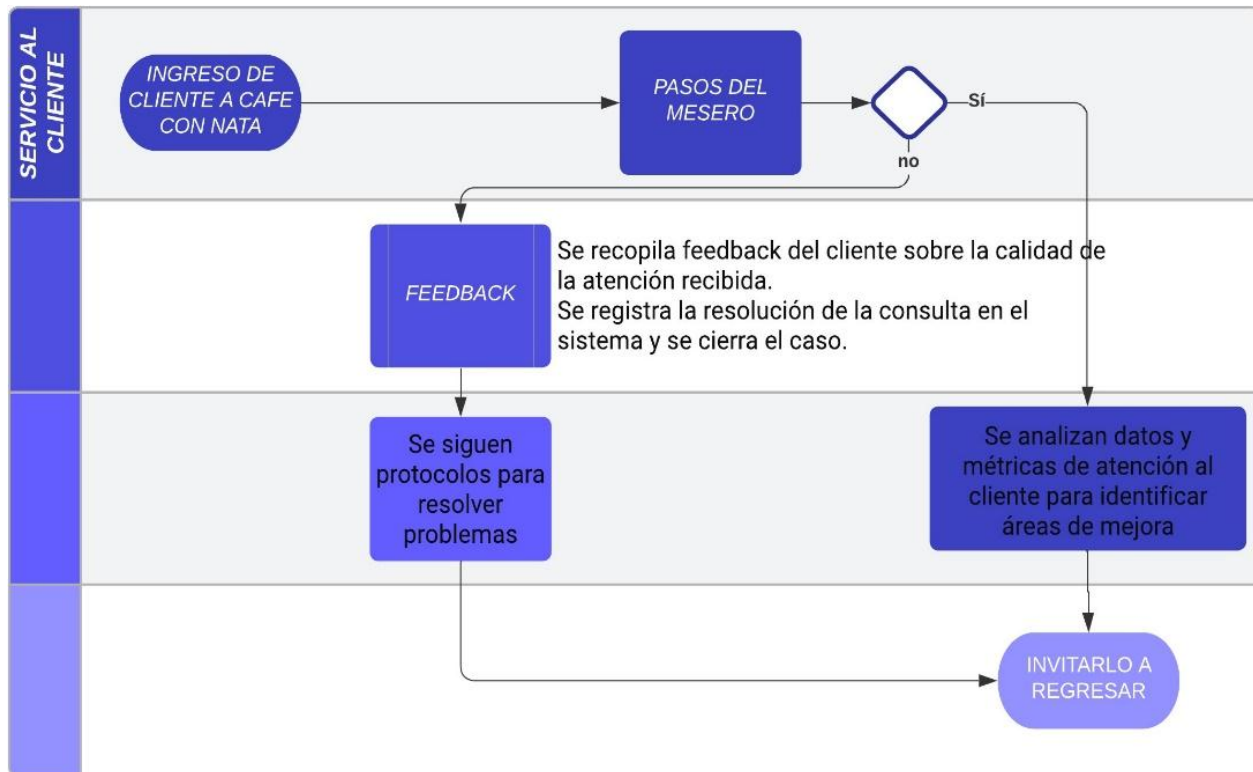 SERVICIO AL
CLIENTE
INGRESO DE
CLIENTE A CAFE
CON NATA
PASOS DEL
MESERO
Sí
no
FEEDBACK
Se recopila feedback del cliente sobre la calidad de
la atención recibida.
Se registra la resolución de la consulta en el
sistema y se cierra el caso.
Se siguen
protocolos para
resolver
problemas
Se analizan datos y
métricas de atención al
cliente para identificar
áreas de mejora
INVITARLO A
REGRESAR